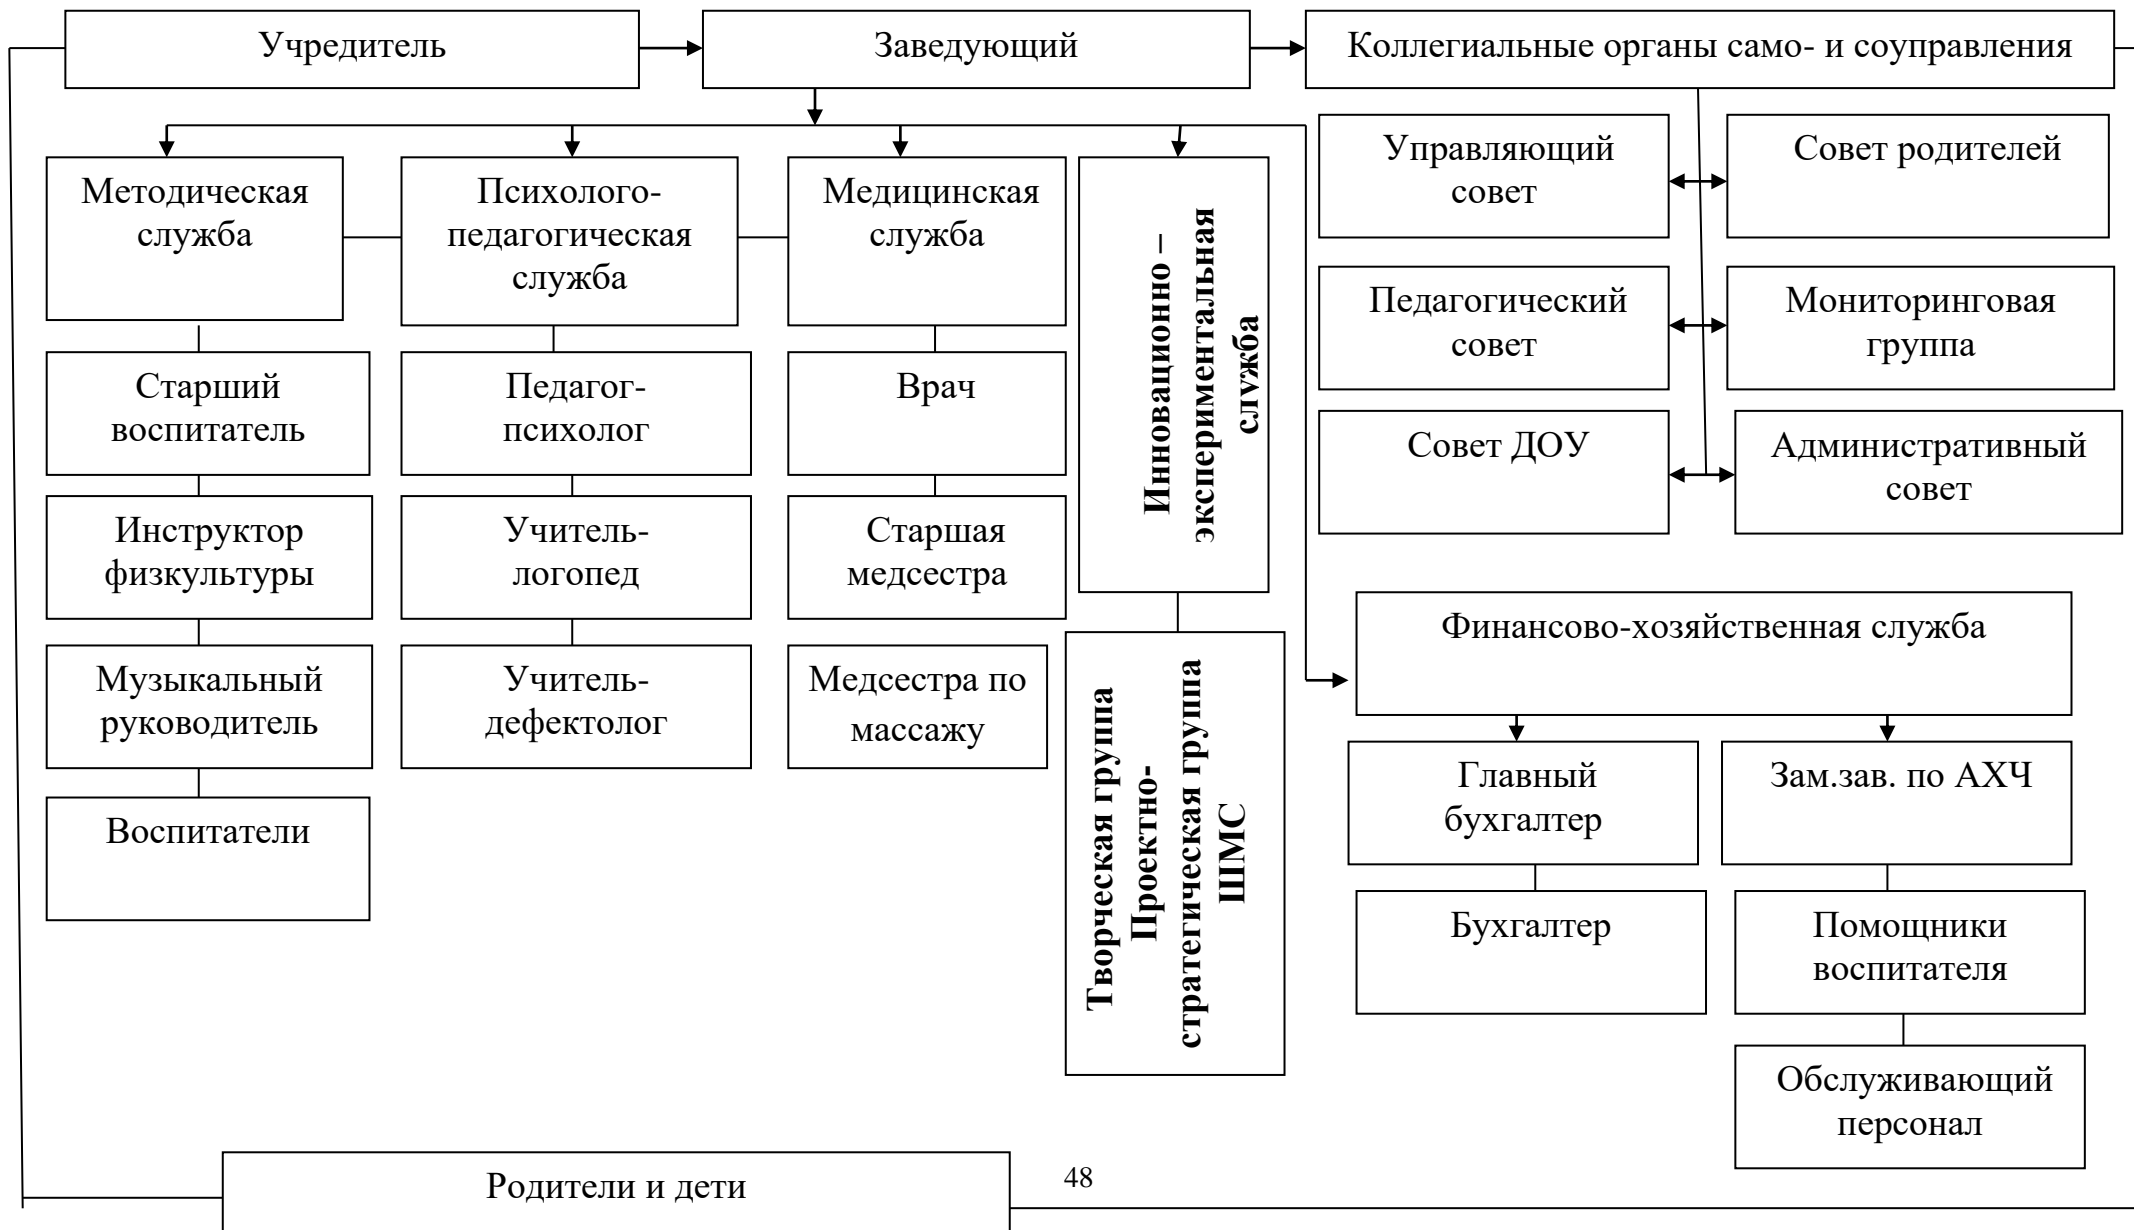 Учредитель
Заведующий
Коллегиальные органы само- и соуправления
Методическая
служба
Психолого-
педагогическая
служба
Медицинская
служба
Инновационно –
экспериментальная
служба
Управляющий
совет
Совет родителей
Педагогический
совет
Мониторинговая
группа
Совет ДОУ
Административный
совет
Старший
воспитатель
Педагог-
психолог
Врач
Инструктор
физкультуры
Учитель-
логопед
Старшая
медсестра
Музыкальный
руководитель
Учитель-
дефектолог
Медсестра по
массажу
Воспитатели
Творческая группа
Проектно-
стратегическая группа
ШМС
Финансово-хозяйственная служба
Главный
бухгалтер
Зам.зав. по АХЧ
Бухгалтер
Помощники
воспитателя
Обслуживающий
персонал
Родители и дети
48